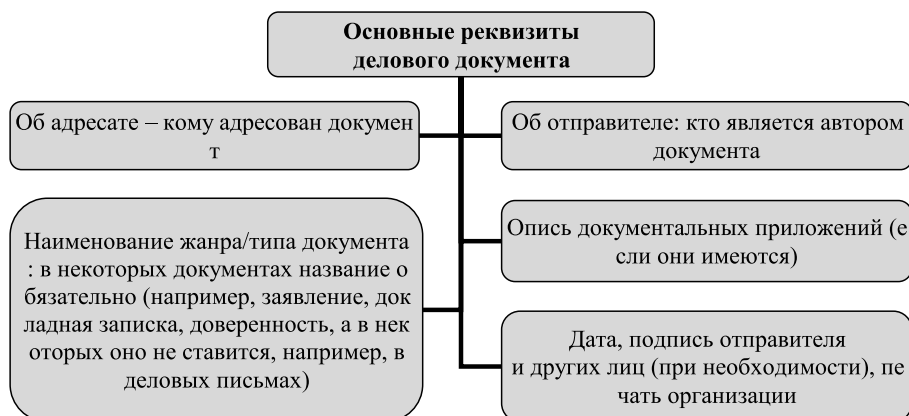 Основные реквизиты
делового документа
Об адресате – кому адресован докумен
т
Об отправителе: кто является автором
документа
Наименование жанра/типа документа
: в некоторых документах название о
бязательно (например, заявление, док
ладная записка, доверенность, а в нек
оторых оно не ставится, например, в
деловых письмах)
Опись документальных приложений (е
сли они имеются)
Дата, подпись отправителя
и других лиц (при необходимости), пе
чать организации